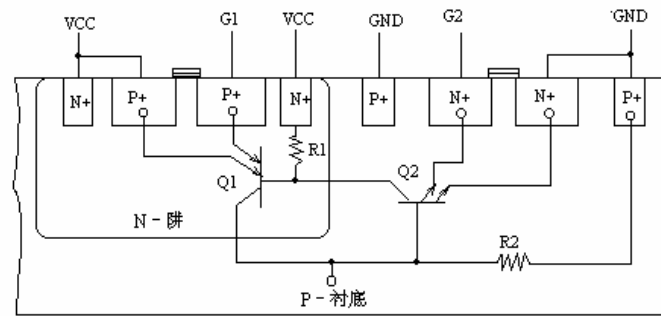 VCC G1 VCC GND G2 GND
N+ P+ P+ N+ P+ N+ N+ P+
R1
Q1 Q2
N-阱
R2
P-衬底